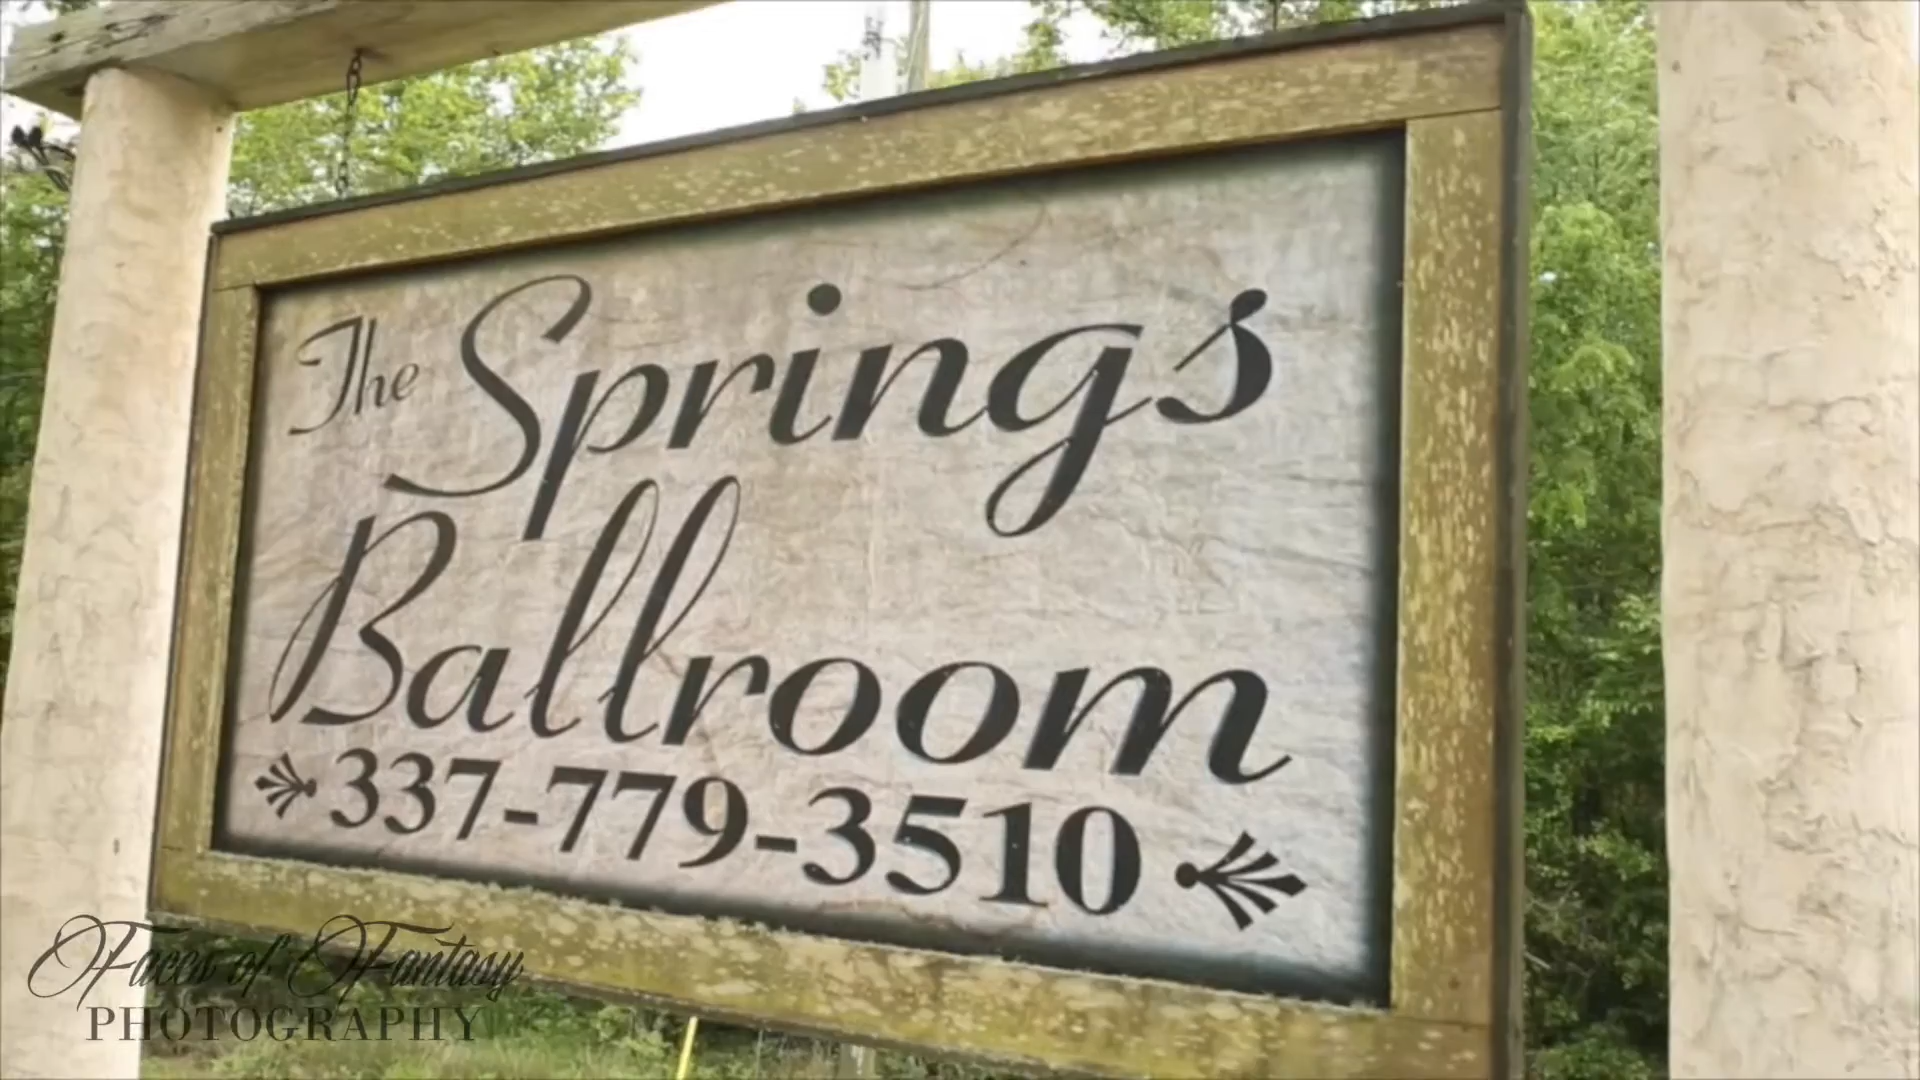 The Springs
Ballroom
337-779-3510
Faces of Fantasy
PHOTOGRAPHY